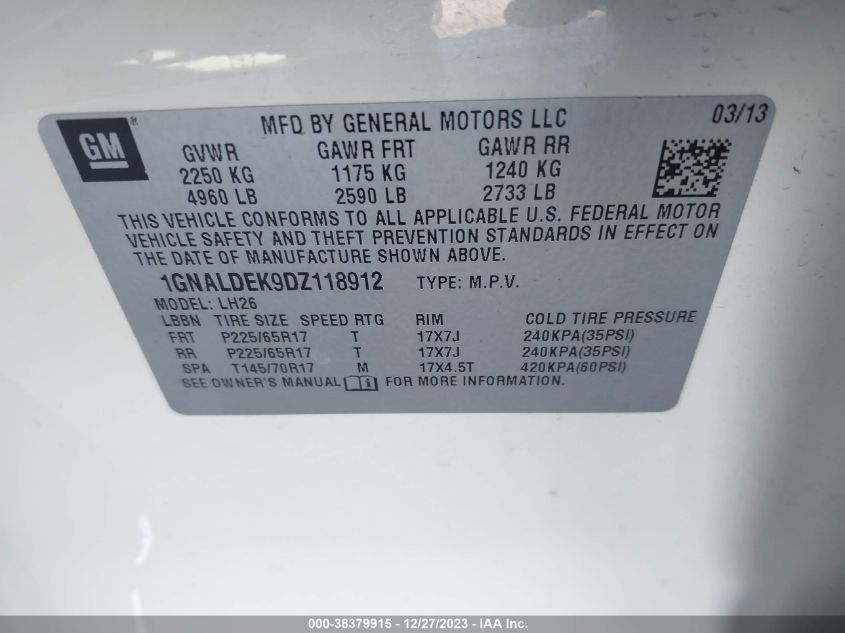 GM ®
MFD BY GENERAL MOTORS LLC 03/13
GVWR GAWR FRT GAWR RR
2250 KG 1175 KG 1240 KG
4960 LB 2590 LB 2733 LB
THIS VEHICLE CONFORMS TO ALL APPLICABLE U.S. FEDERAL MOTOR
VEHICLE SAFETY AND THEFT PREVENTION STANDARDS IN EFFECT ON
THE DATE OF MANUFACTURE SHOWN ABOVE.
1GNALDEK9DZ118912 TYPE: M.P.V.
MODEL: LH26
LBBN TIRE SIZE SPEED RTG RIM COLD TIRE PRESSURE
FRT P225/65R17 T 17X7J 240KPA(35PSI)
RR P225/65R17 T 17X7J 240KPA(35PSI)
SPA T145/70R17 M 17X4.5T 420KPA(60PSI)
SEE OWNER'S MANUAL i FOR MORE INFORMATION.
000-38379915 - 12/27/2023 - IAA Inc.